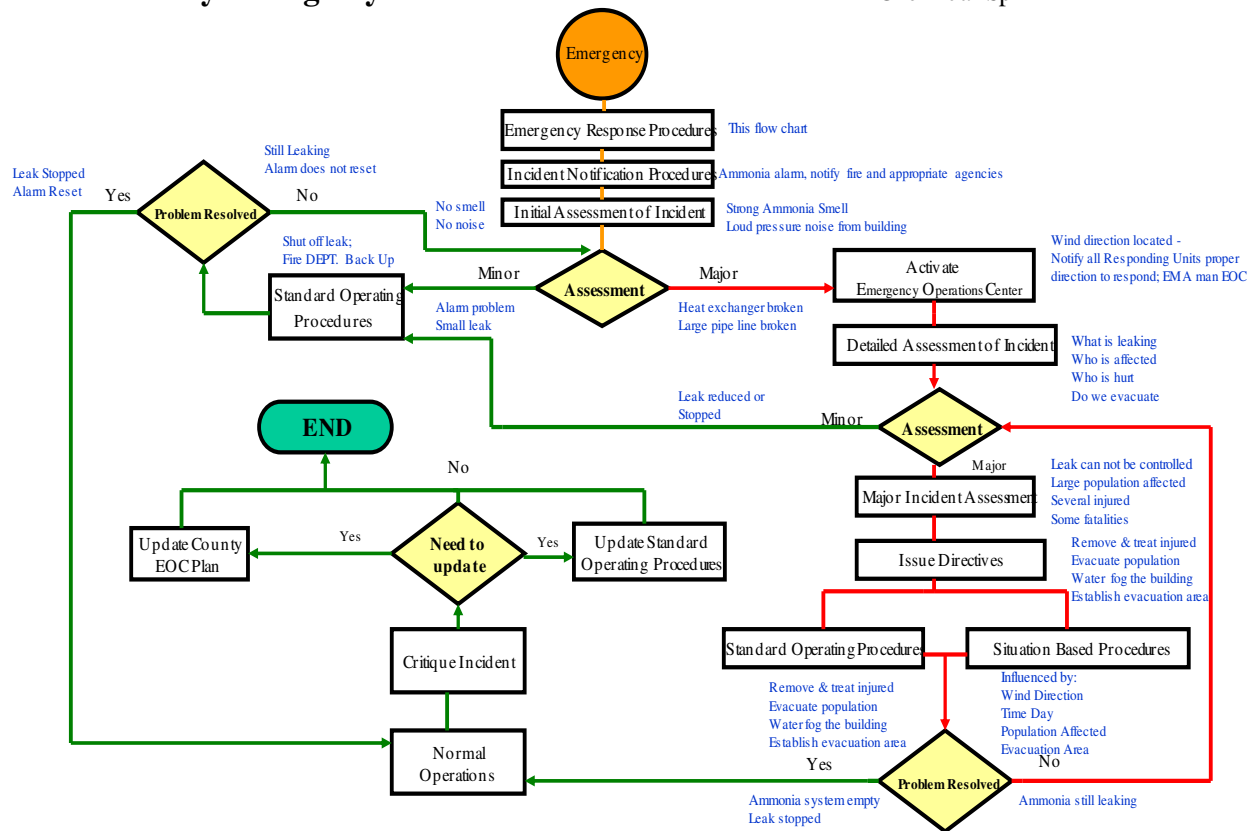 Emergency
Emergency Response Procedures
This flow chart
Incident Notification Procedures
Ammonia alarm, notify fire and appropriate agencies
Initial Assessment of Incident
Strong Ammonia Smell
Loud pressure noise from building
No smell
No noise
Still Leaking
Alarm does not reset
Leak Stopped
Alarm Reset
Yes
Problem Resolved
No
Shut off leak;
Fire DEPT. Back Up
Standard Operating
Procedures
Minor
Alarm problem
Small leak
Assessment
Major
Heat exchanger broken
Large pipe line broken
Activate
Emergency Operations Center
Wind direction located -
Notify all Responding Units proper
direction to respond; EMA man EOC
Detailed Assessment of Incident
What is leaking
Who is affected
Who is hurt
Do we evacuate
Leak reduced or
Stopped
Minor
Assessment
Major
Leak can not be controlled
Large population affected
Several injured
Some fatalities
Major Incident Assessment
Issue Directives
Remove & treat injured
Evacuate population
Water fog the building
Establish evacuation area
Standard Operating Procedures
Situation Based Procedures
Remove & treat injured
Evacuate population
Water fog the building
Establish evacuation area
Influenced by:
Wind Direction
Time Day
Population Affected
Evacuation Area
Yes
Problem Resolved
No
Ammonia system empty
Leak stopped
Ammonia still leaking
END
No
Update County
EOC Plan
Yes
Need to
update
Yes
Update Standard
Operating Procedures
Critique Incident
Normal
Operations